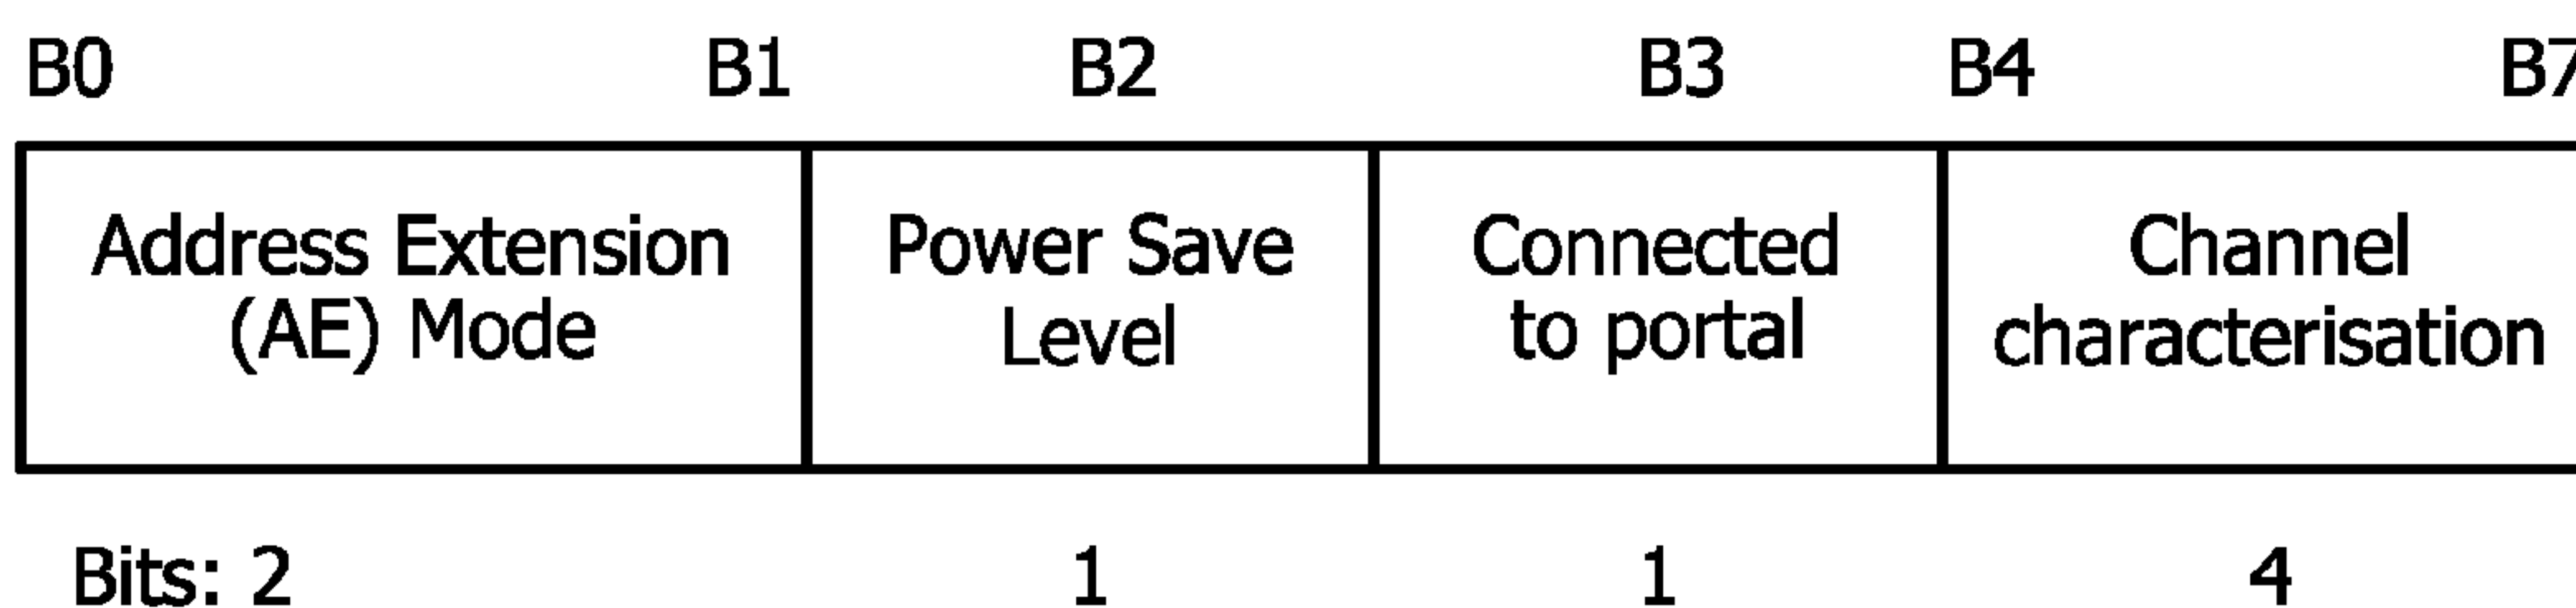 B0 B1 B2 B3 B4 B7
Address Extension Power Save Connected Channel
(AE) Mode Level to portal characterisation
Bits: 2 1 1 4